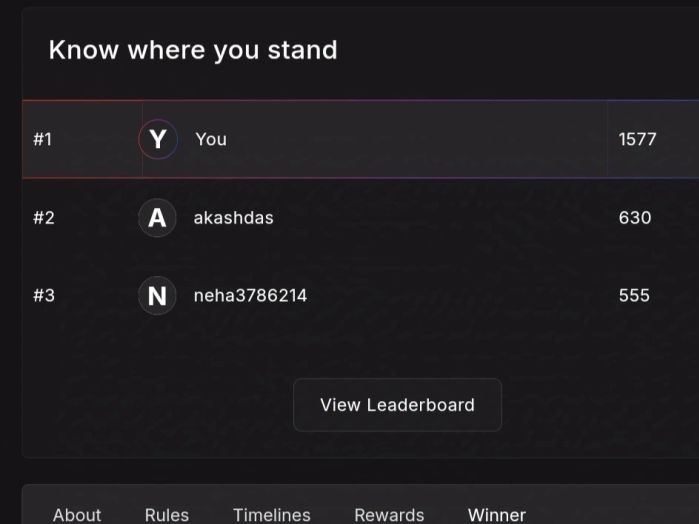 Know where you stand
#1 Y You 1577
#2 A akashdas 630
#3 N neha3786214 555
View Leaderboard
About Rules Timelines Rewards Winner